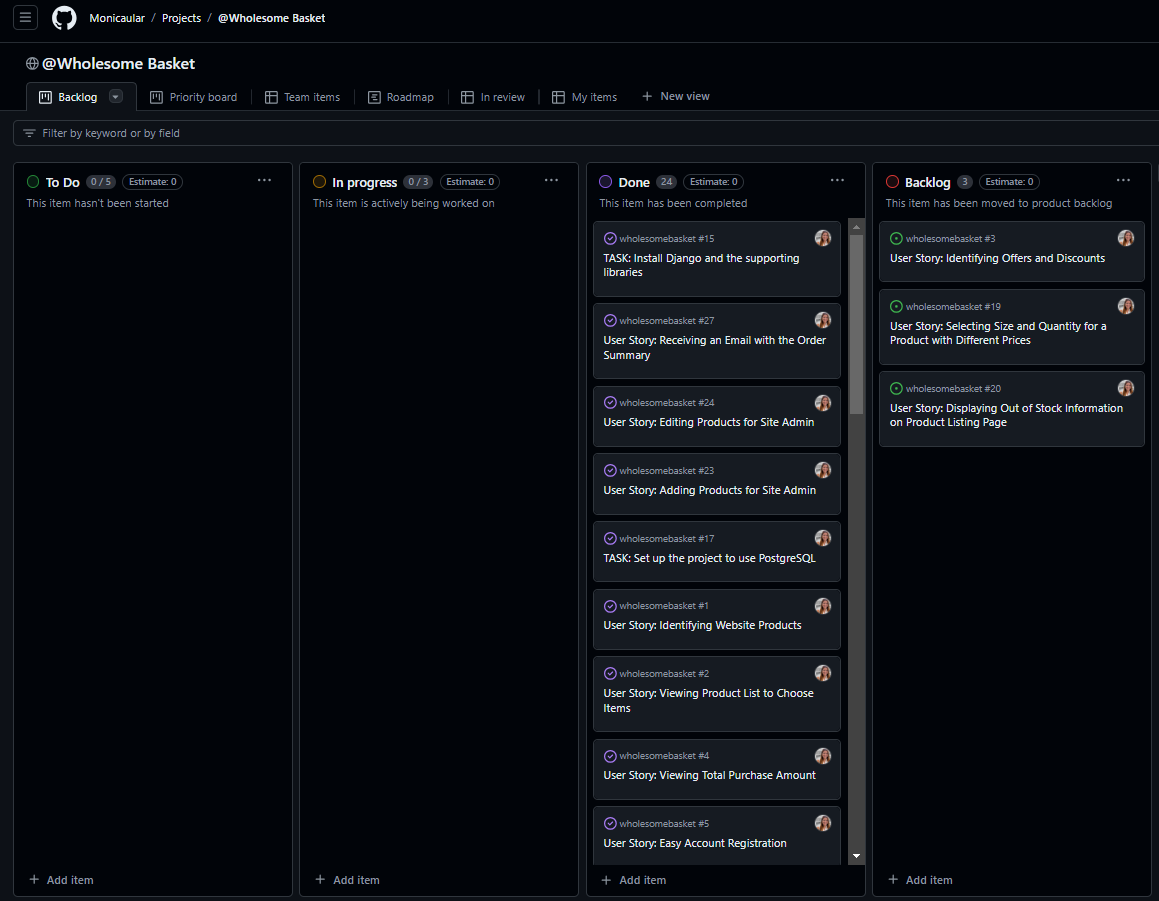 Monicaular / Projects / @Wholesome Basket
@Wholesome Basket
Backlog Priority board Team items Roadmap In review My items + New view
Filter by keyword or by field
To Do 0 / 5 Estimate: 0
This item hasn't been started
+ Add item
In progress 0 / 3 Estimate: 0
This item is actively being worked on
+ Add item
Done 24 Estimate: 0
This item has been completed
wholesomebasket #15
TASK: Install Django and the supporting
libraries
wholesomebasket #27
User Story: Receiving an Email with the Order
Summary
wholesomebasket #24
User Story: Editing Products for Site Admin
wholesomebasket #23
User Story: Adding Products for Site Admin
wholesomebasket #17
TASK: Set up the project to use PostgreSQL
wholesomebasket #1
User Story: Identifying Website Products
wholesomebasket #2
User Story: Viewing Product List to Choose
Items
wholesomebasket #4
User Story: Viewing Total Purchase Amount
wholesomebasket #5
User Story: Easy Account Registration
+ Add item
Backlog 3 Estimate: 0
This item has been moved to product backlog
wholesomebasket #3
User Story: Identifying Offers and Discounts
wholesomebasket #19
User Story: Selecting Size and Quantity for a
Product with Different Prices
wholesomebasket #20
User Story: Displaying Out of Stock Information
on Product Listing Page
+ Add item